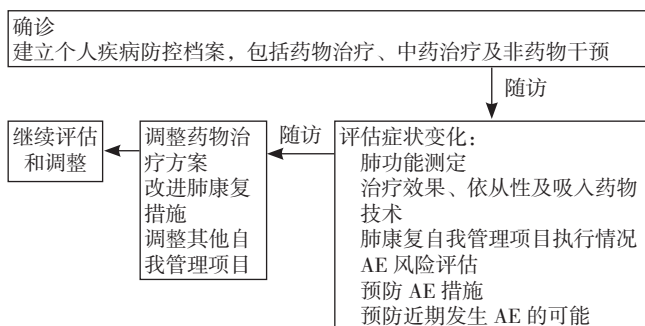 确诊
建立个人疾病防控档案，包括药物治疗、中药治疗及非药物干预
随访
评估症状变化：
肺功能测定
治疗效果、依从性及吸入药物
技术
肺康复自我管理项目执行情况
AE 风险评估
预防 AE 措施
预防近期发生 AE 的可能
随访
调整药物治
疗方案
改进肺康复
措施
调整其他自
我管理项目
继续评估
和调整